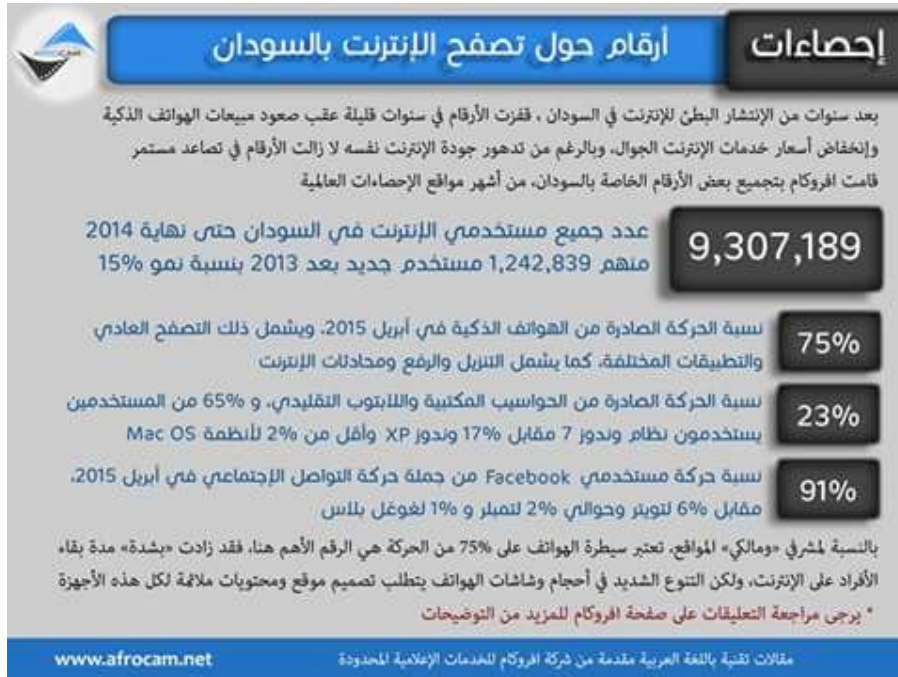 إحصاءات
أرقام حول تصفح الإنترنت بالسودان
AFROCAM
بعد سنوات من الإنتشار البطئ للإنترنت في السودان ، قفزت الأرقام في سنوات قليلة عقب صعود مبيعات الهواتف الذكية
وإنخفاض أسعار خدمات الإنترنت الجوال، وبالرغم من تدهور جودة الإنترنت نفسه لا زالت الأرقام في تصاعد مستمر
قامت افروكام بتجميع بعض الأرقام الخاصة بالسودان، من أشهر مواقع الإحصاءات العالمية
9,307,189
عدد جميع مستخدمي الإنترنت في السودان حتى نهاية 2014
منهم 1,242,839 مستخدم جديد بعد 2013 بنسبة نمو 15%
75%
نسبة الحركة الصادرة من الهواتف الذكية في أبريل 2015، ويشمل ذلك التصفح العادي
والتطبيقات المختلفة، كما يشمل التنزيل والرفع ومحادثات الإنترنت
23%
نسبة الحركة الصادرة من الحواسيب المكتبية واللابتوب التقليدي، و 65% من المستخدمين
يستخدمون نظام وندوز 7 مقابل 17% وندوز XP وأقل من 2% لأنظمة Mac OS
91%
نسبة حركة مستخدمي Facebook من جملة حركة التواصل الإجتماعي في أبريل 2015،
مقابل 6% لتويتر وحوالي 2% لتمبلر و 1% لغوغل بلاس
بالنسبة لمشرفي «ومالكي» المواقع، تعتبر سيطرة الهواتف على 75% من الحركة هي الرقم الأهم هنا، فقد زادت «بشدة» مدة بقاء
الأفراد على الإنترنت، ولكن التنوع الشديد في أحجام وشاشات الهواتف يتطلب تصميم موقع ومحتويات ملائمة لكل هذه الأجهزة
* يرجى مراجعة التعليقات على صفحة افروكام للمزيد من التوضيحات
مقالات تقنية باللغة العربية مقدمة من شركة افروكام للخدمات الإعلامية المحدودة
www.afrocam.net